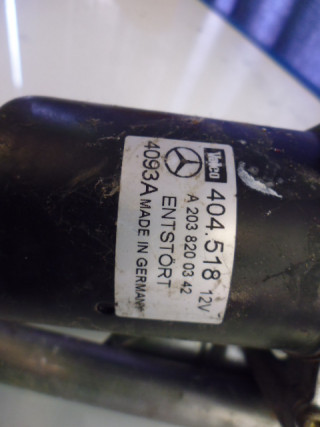 Valeo 404.518 12V
A 203 820 03 42
ENTSTÖRT
4093A MADE IN GERMANY